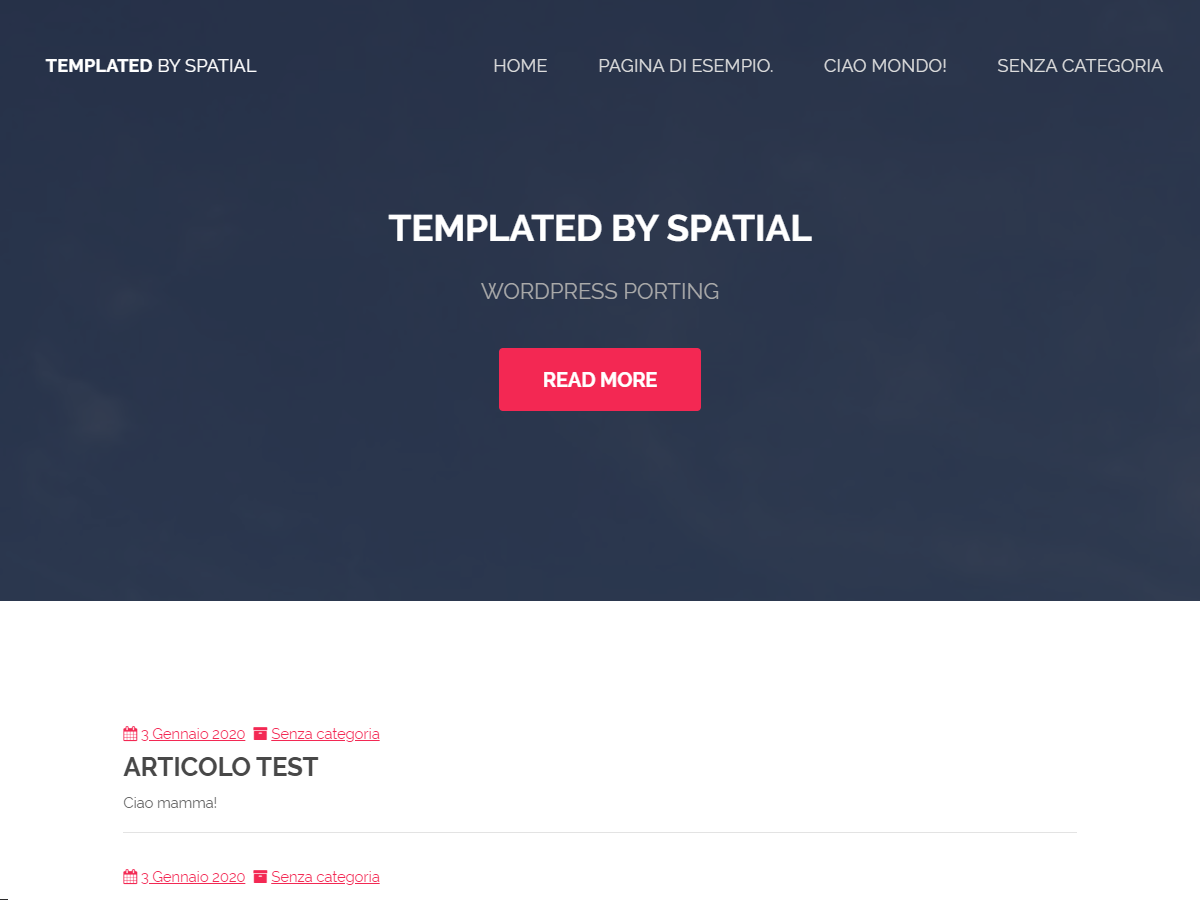 TEMPLATED BY SPATIAL HOME PAGINA DI ESEMPIO. CIAO MONDO! SENZA CATEGORIA
TEMPLATED BY SPATIAL
WORDPRESS PORTING
READ MORE
3 Gennaio 2020 Senza categoria
ARTICOLO TEST
Ciao mamma!
3 Gennaio 2020 Senza categoria